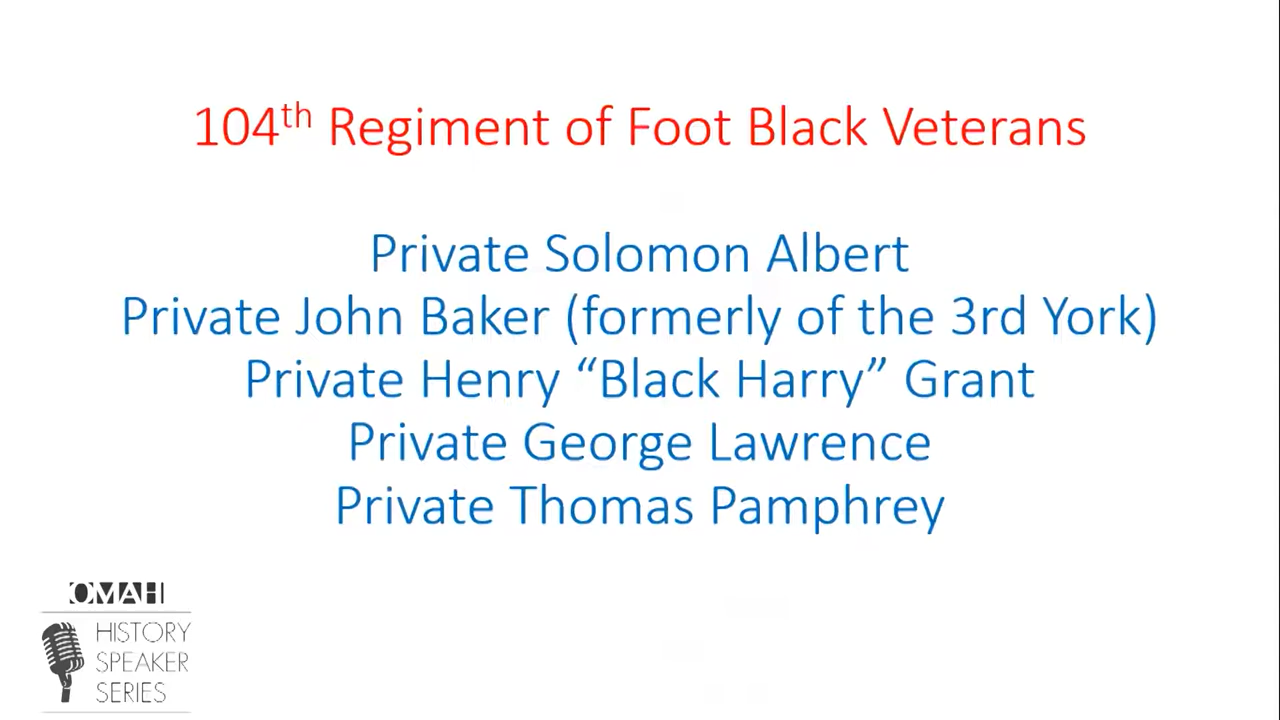 104th Regiment of Foot Black Veterans
Private Solomon Albert
Private John Baker (formerly of the 3rd York)
Private Henry “Black Harry” Grant
Private George Lawrence
Private Thomas Pamphrey
OMAH
HISTORY
SPEAKER
SERIES